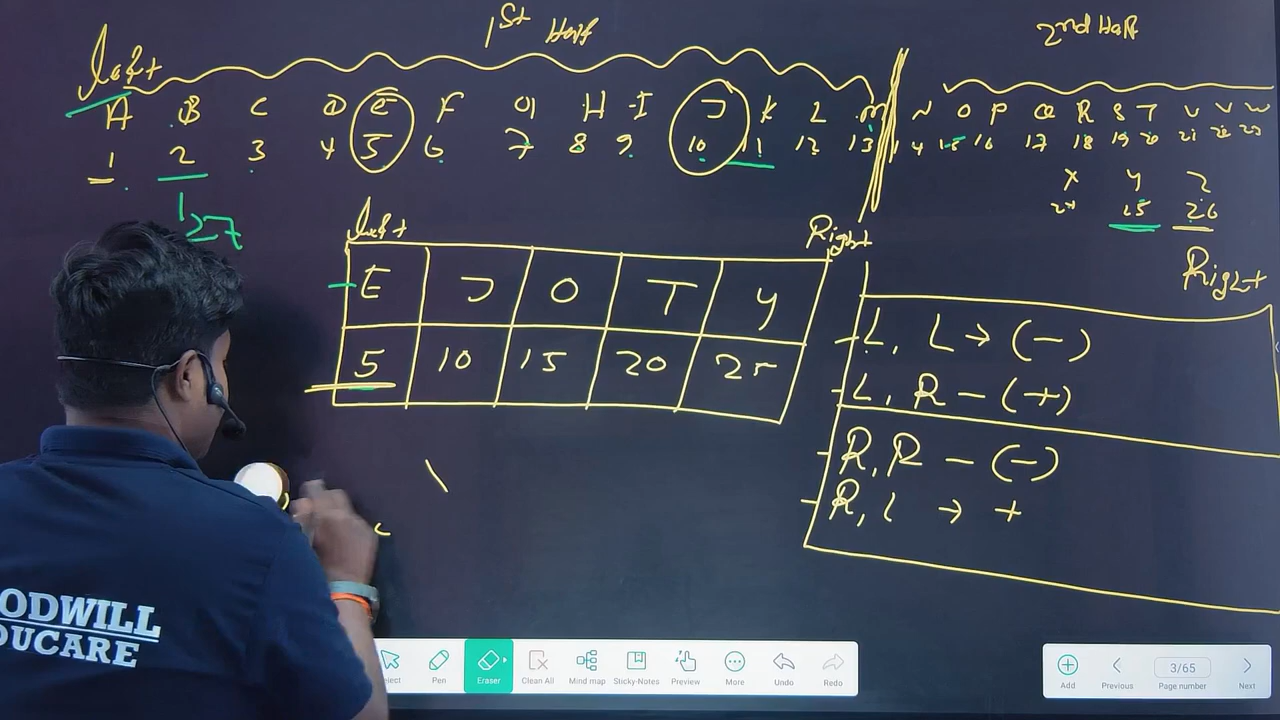 1st Half
2nd Half
left
A B C D E F G H I J K L M N O P Q R S T U V W
1 2 3 4 5 6 7 8 9 10 11 12 13 14 15 16 17 18 19 20 21 22 23
X Y Z
24 25 26
27
left Right
Right
E J O T Y
5 10 15 20 25
L, L → (-)
L, R - (+)
R, R - (-)
R, L → +
ODWILL
DUCARE
Select Pen Eraser Clean All Mind map Sticky-Notes Preview More Undo Redo
Add Previous 3/65 Page number Next